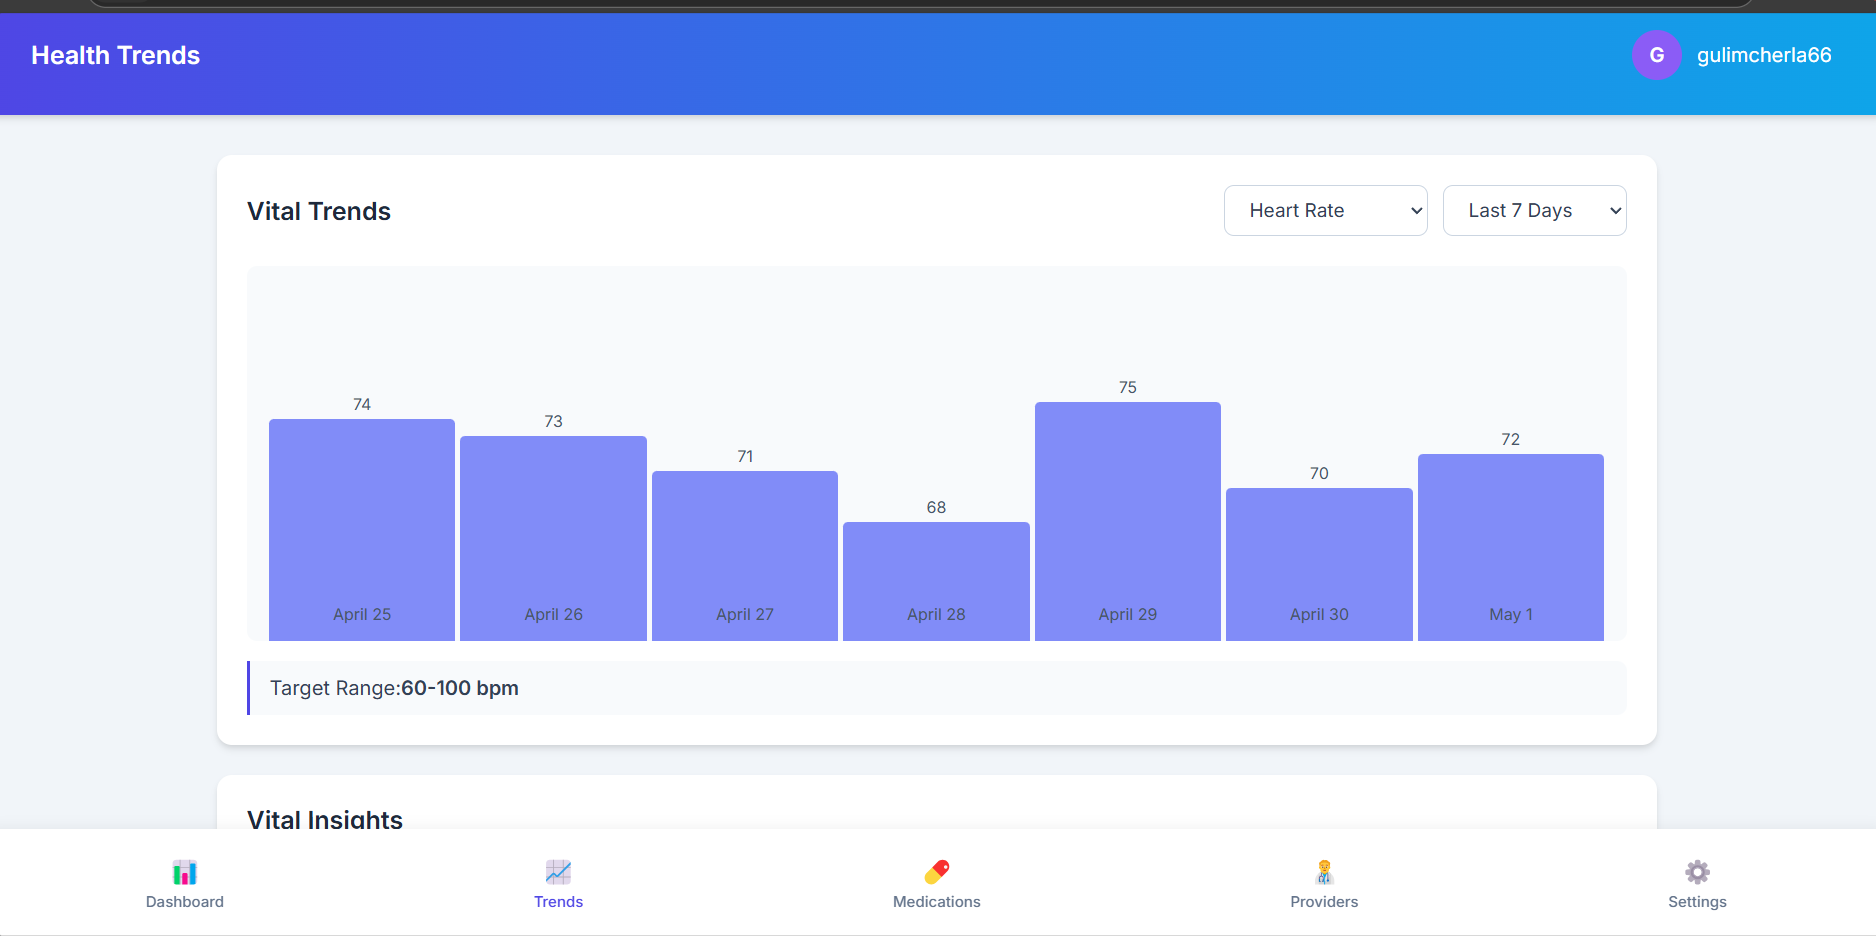 Health Trends
G
gulimcherla66
Vital Trends
Heart Rate
Last 7 Days
74
73
71
68
75
70
72
April 25
April 26
April 27
April 28
April 29
April 30
May 1
Target Range:60-100 bpm
Vital Insights
Dashboard
Trends
Medications
Providers
Settings